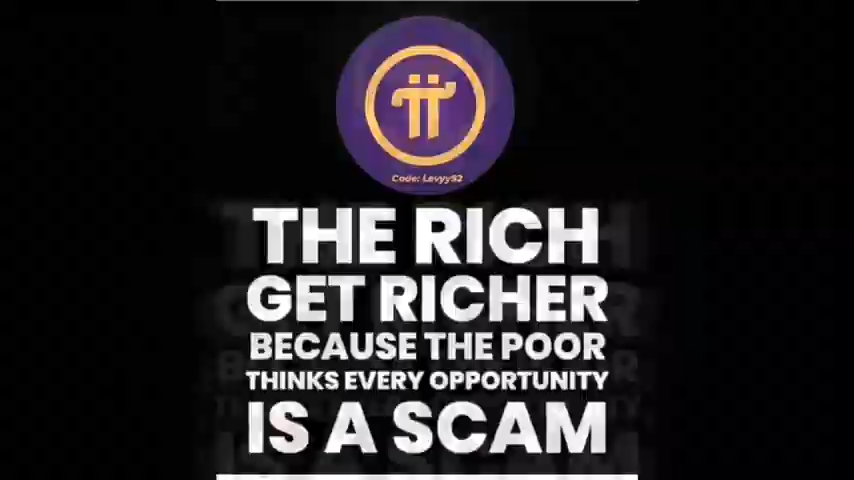 Code: Levyy92
THE RICH
GET RICHER
BECAUSE THE POOR
THINKS EVERY OPPORTUNITY
IS A SCAM